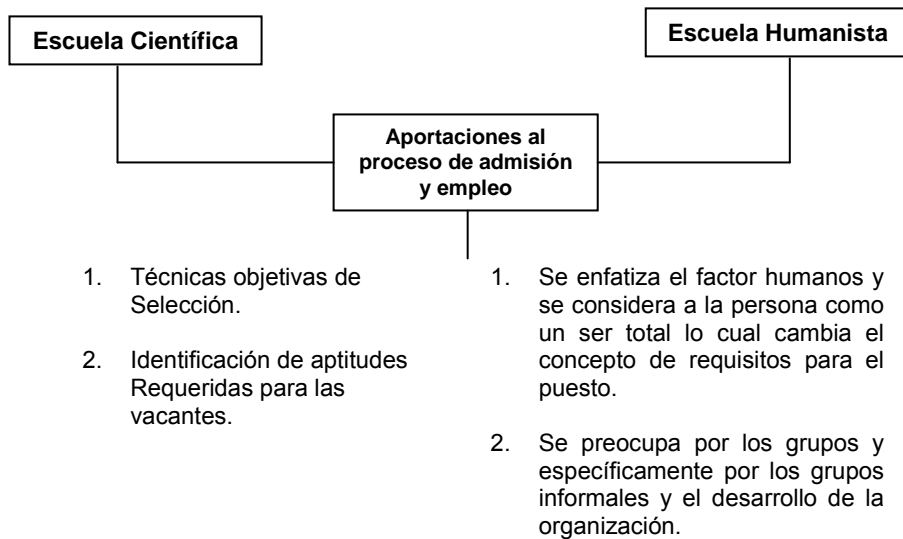 Escuela Científica
Escuela Humanista
Aportaciones al
proceso de admisión
y empleo
1. Técnicas objetivas de
Selección.
2. Identificación de aptitudes
Requeridas para las
vacantes.
1. Se enfatiza el factor humanos y
se considera a la persona como
un ser total lo cual cambia el
concepto de requisitos para el
puesto.
2. Se preocupa por los grupos y
específicamente por los grupos
informales y el desarrollo de la
organización.